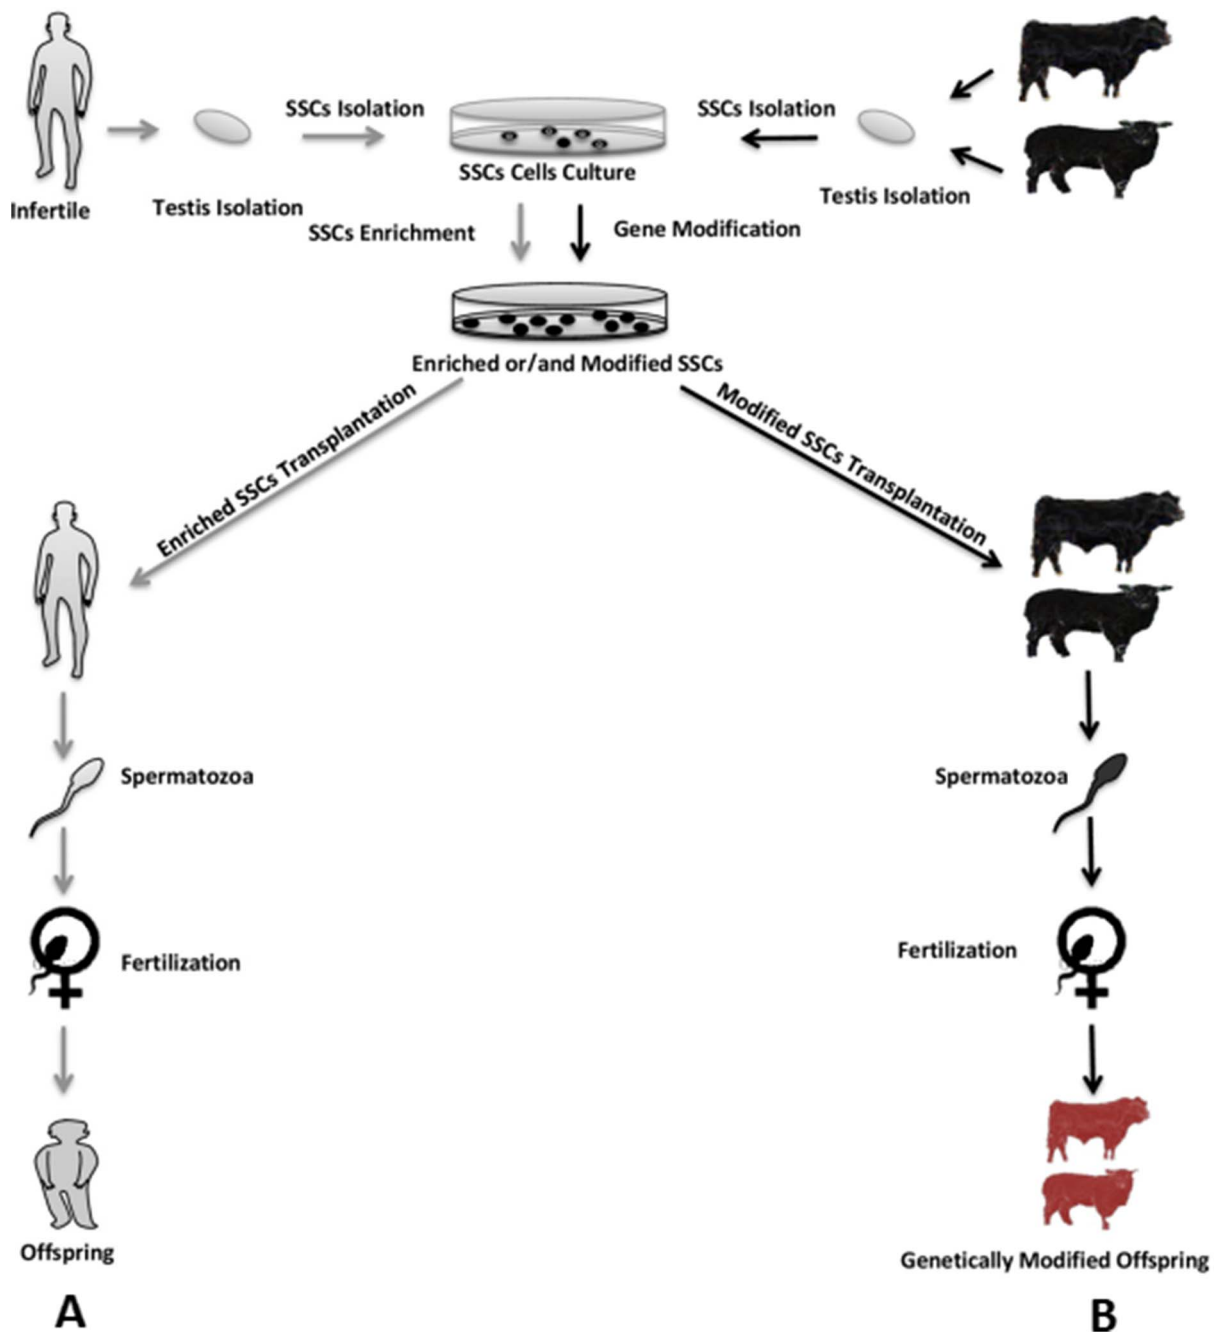 SSCs Isolation
SSCs Isolation
SSCs Cells Culture
Infertile
Testis Isolation
Testis Isolation
SSCs Enrichment
Gene Modification
Enriched or/and Modified SSCs
Enriched SSCs Transplantation
Modified SSCs Transplantation
Spermatozoa
Spermatozoa
Fertilization
Fertilization
Offspring
Genetically Modified Offspring
A
B